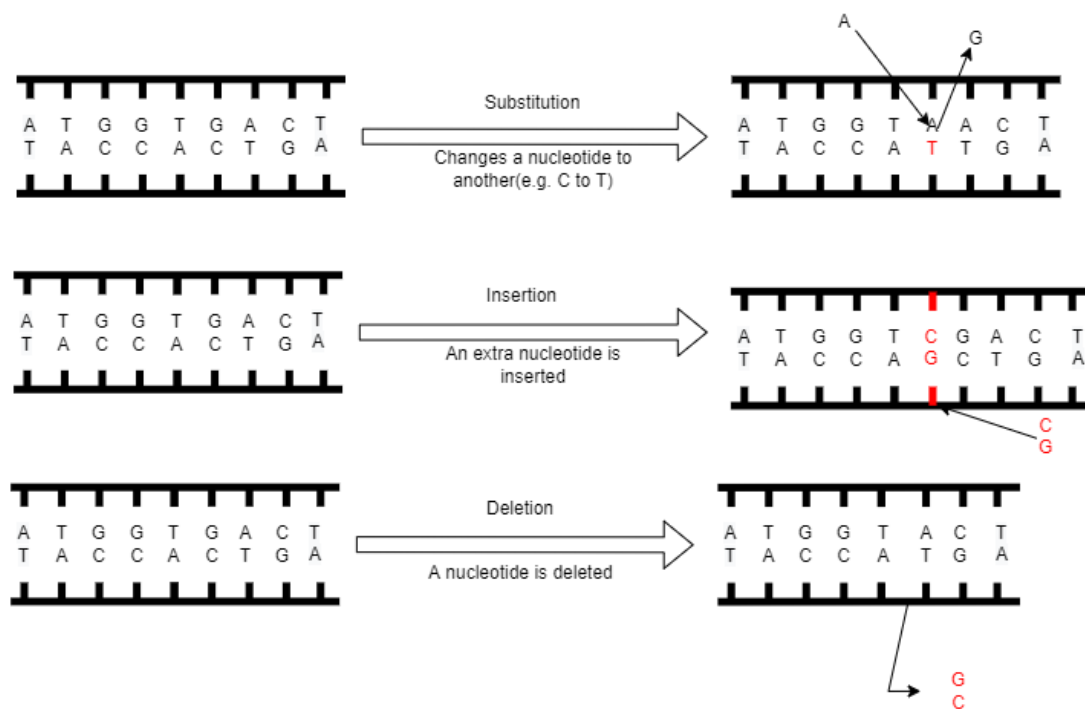 A
G
Substitution
A T G G T G A C T
T A C C A C T G A
Changes a nucleotide to
another(e.g. C to T)
A T G G T A A C T
T A C C A T T G A
Insertion
A T G G T G A C T
T A C C A C T G A
An extra nucleotide is
inserted
A T G G T C G A C T
T A C C A G C T G A
C
G
Deletion
A T G G T G A C T
T A C C A C T G A
A nucleotide is deleted
A T G G T A C T
T A C C A T G A
G
C